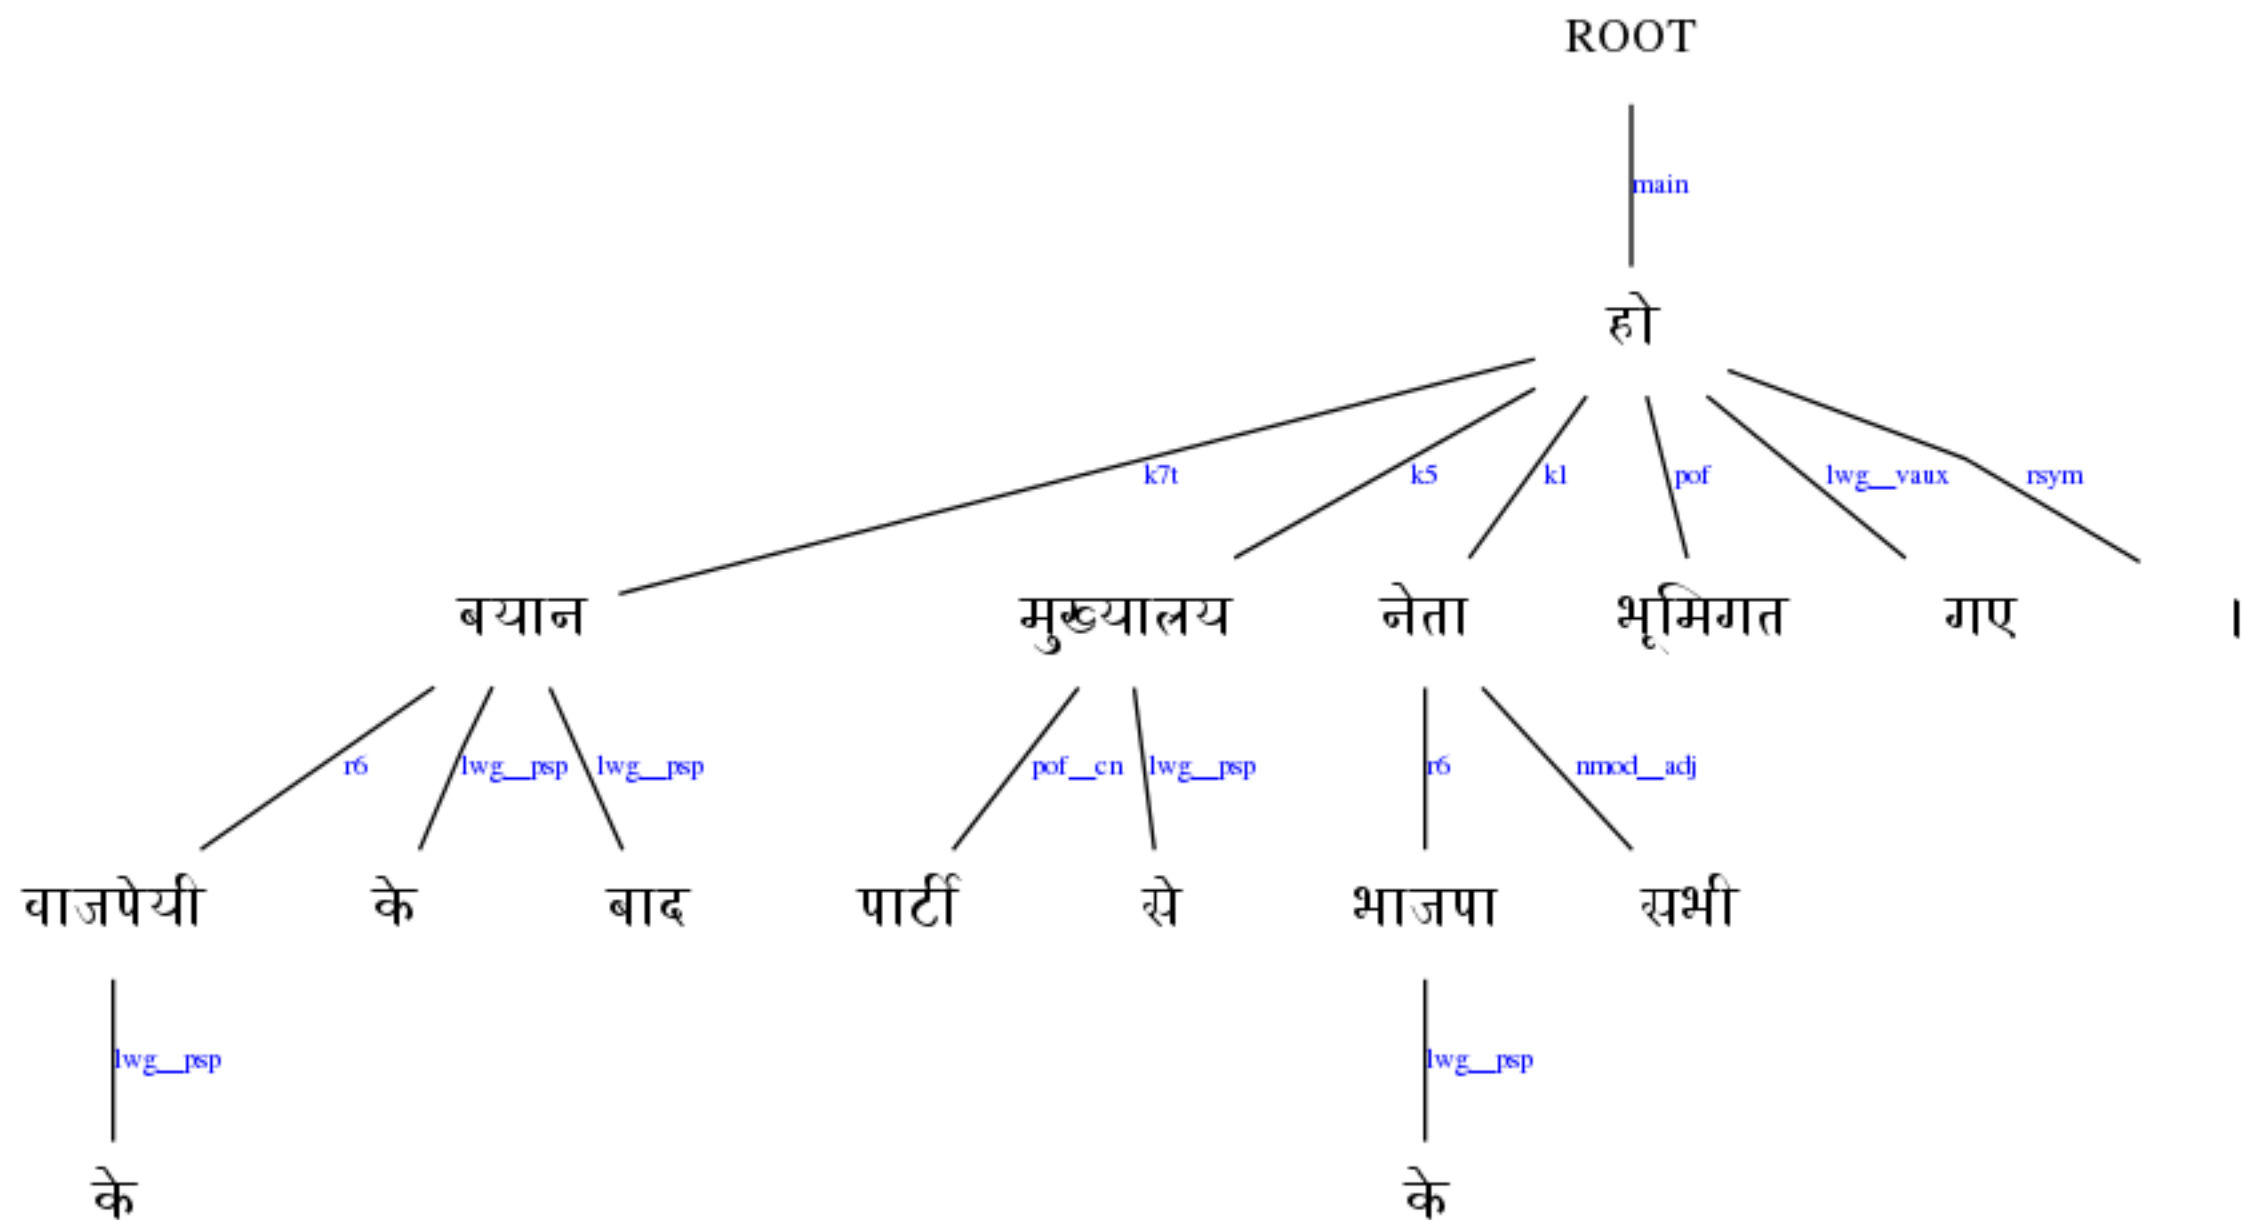 ROOT
main
हो
k7t k5 k1 pof lwg__vaux rsym
बयान मुख्यालय नेता भूमिगत गए ।
r6 lwg__psp lwg__psp pof__cn lwg__psp r6 nmod__adj
वाजपेयी के बाद पार्टी से भाजपा सभी
lwg__psp lwg__psp
के के